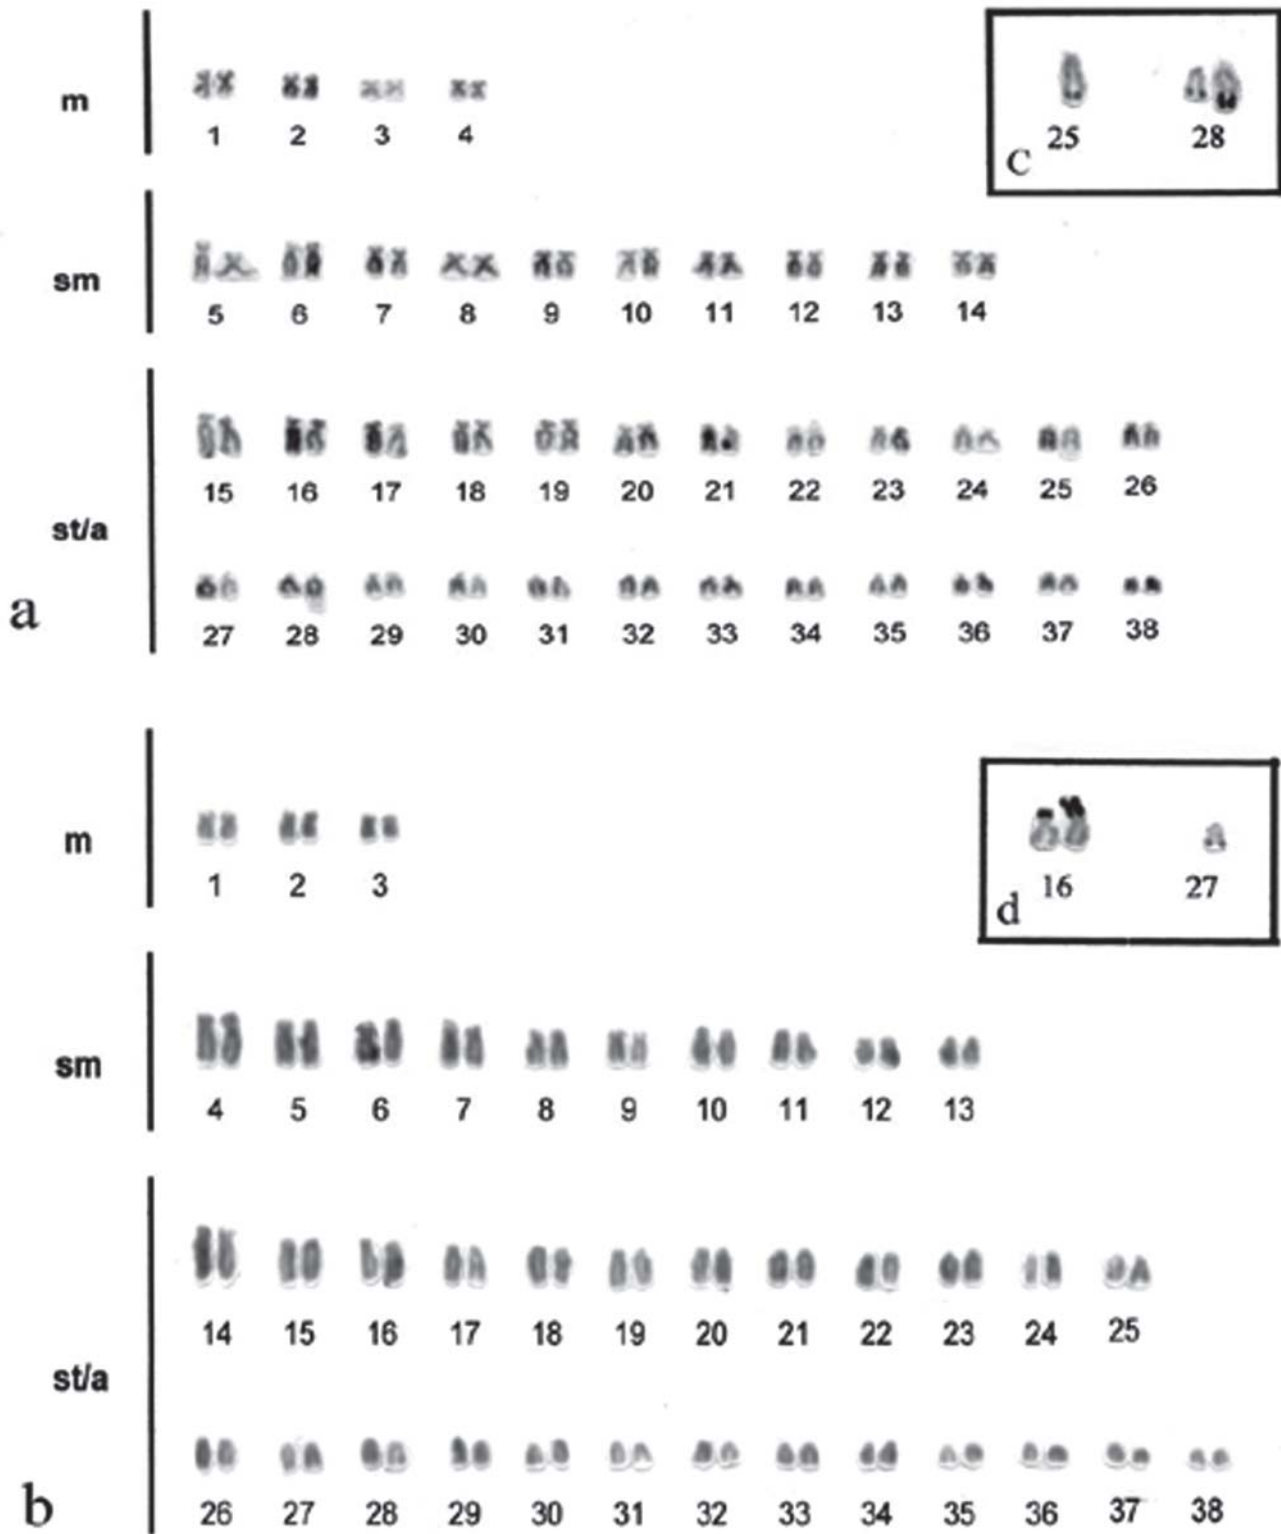 m
1 2 3 4
25 28
c
sm
5 6 7 8 9 10 11 12 13 14
15 16 17 18 19 20 21 22 23 24 25 26
st/a
a
27 28 29 30 31 32 33 34 35 36 37 38
m
1 2 3
16 27
d
sm
4 5 6 7 8 9 10 11 12 13
14 15 16 17 18 19 20 21 22 23 24 25
st/a
b
26 27 28 29 30 31 32 33 34 35 36 37 38